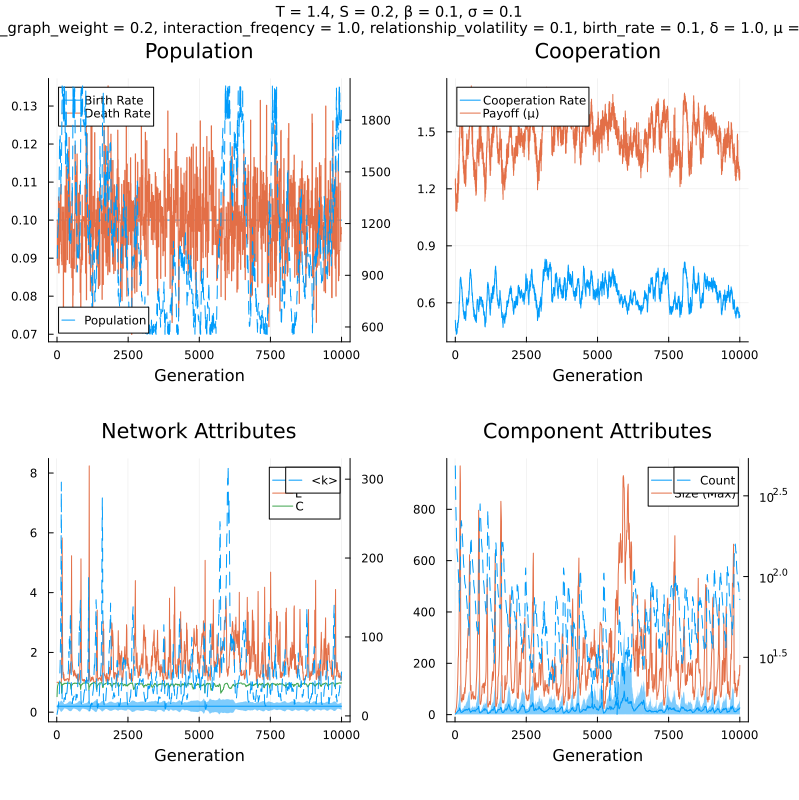 T = 1.4, S = 0.2, β = 0.1, σ = 0.1
_graph_weight = 0.2, interaction_freqency = 1.0, relationship_volatility = 0.1, birth_rate = 0.1, δ = 1.0, μ =
Population
Cooperation
Birth Rate
Death Rate
Population
0.13
0.12
0.11
0.10
0.09
0.08
0.07
1800
1500
1200
900
600
0 2500 5000 7500 10000
Generation
Cooperation Rate
Payoff (μ)
1.5
1.2
0.9
0.6
0 2500 5000 7500 10000
Generation
Network Attributes
Component Attributes
<k>
C
8
6
4
2
0
300
200
100
0
0 2500 5000 7500 10000
Generation
Count
Size (Max)
800
600
400
200
0
10^2.5
10^2.0
10^1.5
0 2500 5000 7500 10000
Generation